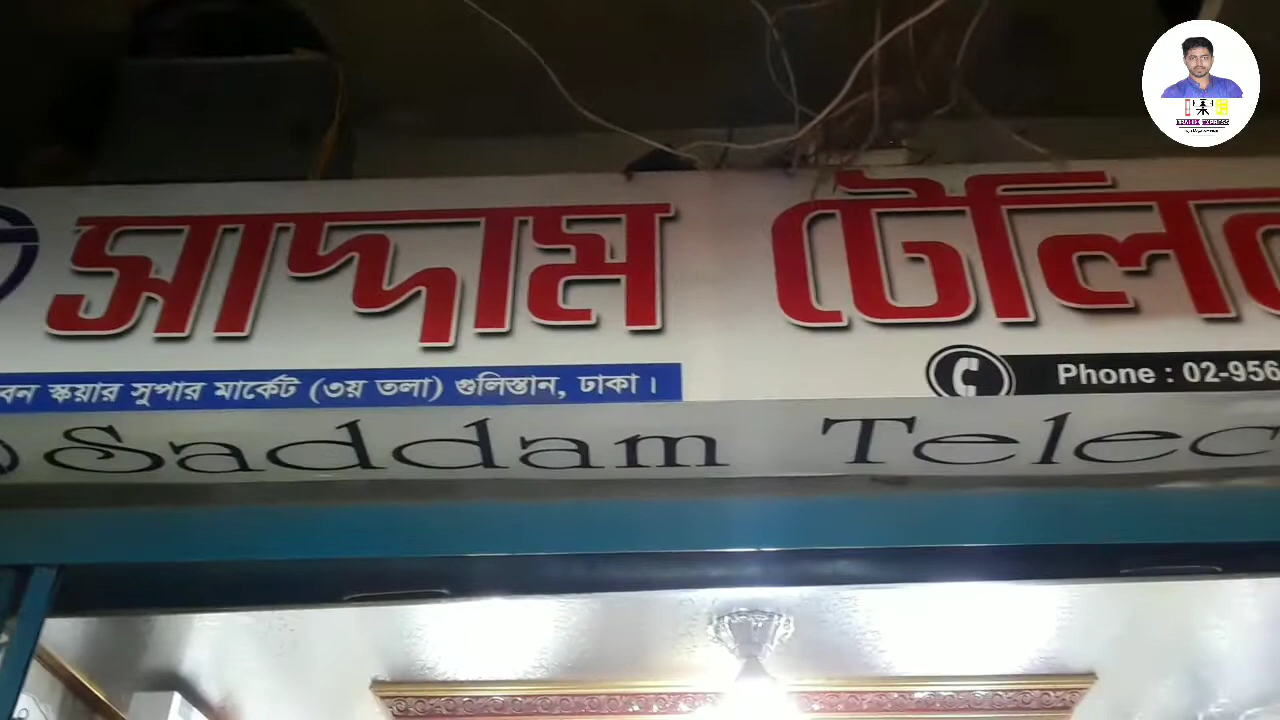 সাদ্দাম টেলি
বন স্কয়ার সুপার মার্কেট (৩য় তলা) গুলিস্তান, ঢাকা।
Phone : 02-956
Saddam Telec